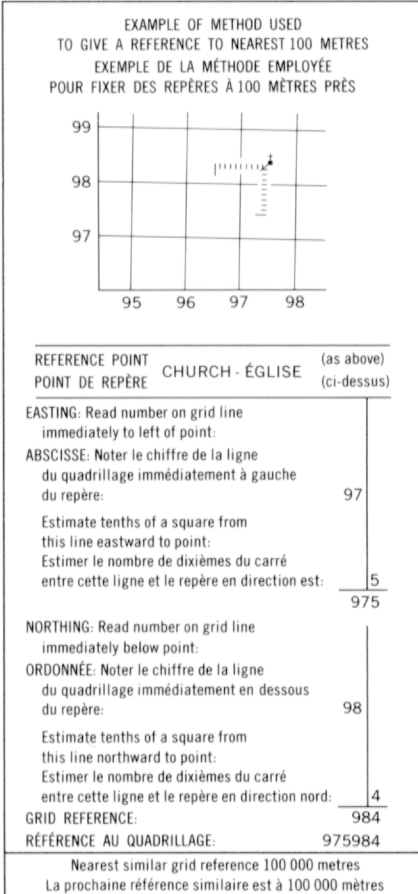 EXAMPLE OF METHOD USED
TO GIVE A REFERENCE TO NEAREST 100 METRES
EXEMPLE DE LA MÉTHODE EMPLOYÉE
POUR FIXER DES REPÈRES À 100 MÈTRES PRÈS
99
98
97
95 96 97 98
REFERENCE POINT CHURCH - ÉGLISE (as above)
POINT DE REPÈRE (ci-dessus)
EASTING: Read number on grid line
immediately to left of point:
ABSCISSE: Noter le chiffre de la ligne
du quadrillage immédiatement à gauche
du repère: 97
Estimate tenths of a square from
this line eastward to point:
Estimer le nombre de dixièmes du carré
entre cette ligne et le repère en direction est: 5
975
NORTHING: Read number on grid line
immediately below point:
ORDONNÉE: Noter le chiffre de la ligne
du quadrillage immédiatement en dessous
du repère: 98
Estimate tenths of a square from
this line northward to point:
Estimer le nombre de dixièmes du carré
entre cette ligne et le repère en direction nord: 4
GRID REFERENCE: 984
RÉFÉRENCE AU QUADRILLAGE: 975984
Nearest similar grid reference 100 000 metres
La prochaine référence similaire est à 100 000 mètres